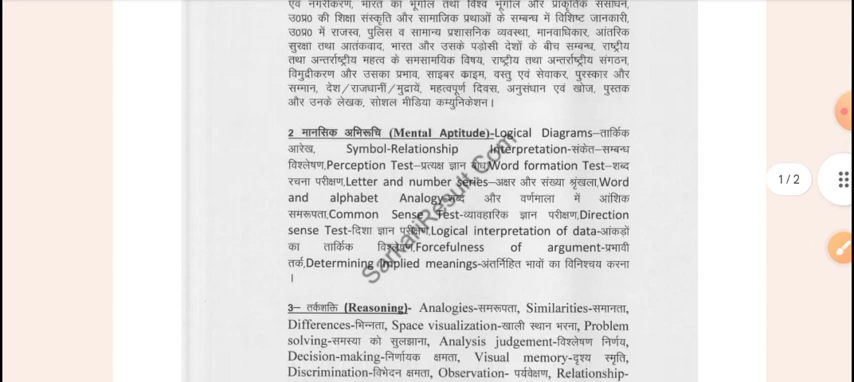 एवं नगरीकरण, भारत का भूगोल तथा विश्व भूगोल और प्राकृतिक संसाधन,
उ0प्र0 की शिक्षा संस्कृति और सामाजिक प्रथाओं के सम्बन्ध में विशिष्ट जानकारी,
उ0प्र0 में राजस्व, पुलिस व सामान्य प्रशासनिक व्यवस्था, मानवाधिकार, आंतरिक
सुरक्षा तथा आतंकवाद, भारत और उसके पड़ोसी देशों के बीच सम्बन्ध, राष्ट्रीय
तथा अन्तर्राष्ट्रीय महत्व के समसामयिक विषय, राष्ट्रीय तथा अन्तर्राष्ट्रीय संगठन,
विमुद्रीकरण और उसका प्रभाव, साइबर क्राइम, वस्तु एवं सेवाकर, पुरस्कार और
सम्मान, देश/राजधानी/मुद्रायें, महत्वपूर्ण दिवस, अनुसंधान एवं खोज, पुस्तक
और उनके लेखक, सोशल मीडिया कम्युनिकेशन।
2 मानसिक अभिरूचि (Mental Aptitude)-Logical Diagrams–तार्किक
आरेख, Symbol-Relationship Interpretation-संकेत–सम्बन्ध
विश्लेषण,Perception Test–प्रत्यक्ष ज्ञान बोध,Word formation Test–शब्द
रचना परीक्षण,Letter and number series–अक्षर और संख्या श्रृंखला,Word
and alphabet Analogy-शब्द और वर्णमाला में आंशिक
समरूपता,Common Sense Test-व्यावहारिक ज्ञान परीक्षण,Direction
sense Test-दिशा ज्ञान परीक्षण,Logical interpretation of data-आंकड़ों
का तार्किक विश्लेषण,Forcefulness of argument-प्रभावी
तर्क,Determining implied meanings-अंतर्निहित भावों का विनिश्चय करना
।
3– तर्कशक्ति (Reasoning)- Analogies-समरूपता, Similarities-समानता,
Differences-भिन्नता, Space visualization-खाली स्थान भरना, Problem
solving-समस्या को सुलझाना, Analysis judgement-विश्लेषण निर्णय,
Decision-making-निर्णायक क्षमता, Visual memory-दृश्य स्मृति,
Discrimination-विभेदन क्षमता, Observation- पर्यवेक्षण, Relationship-
SarkariResult.Com
1 / 2